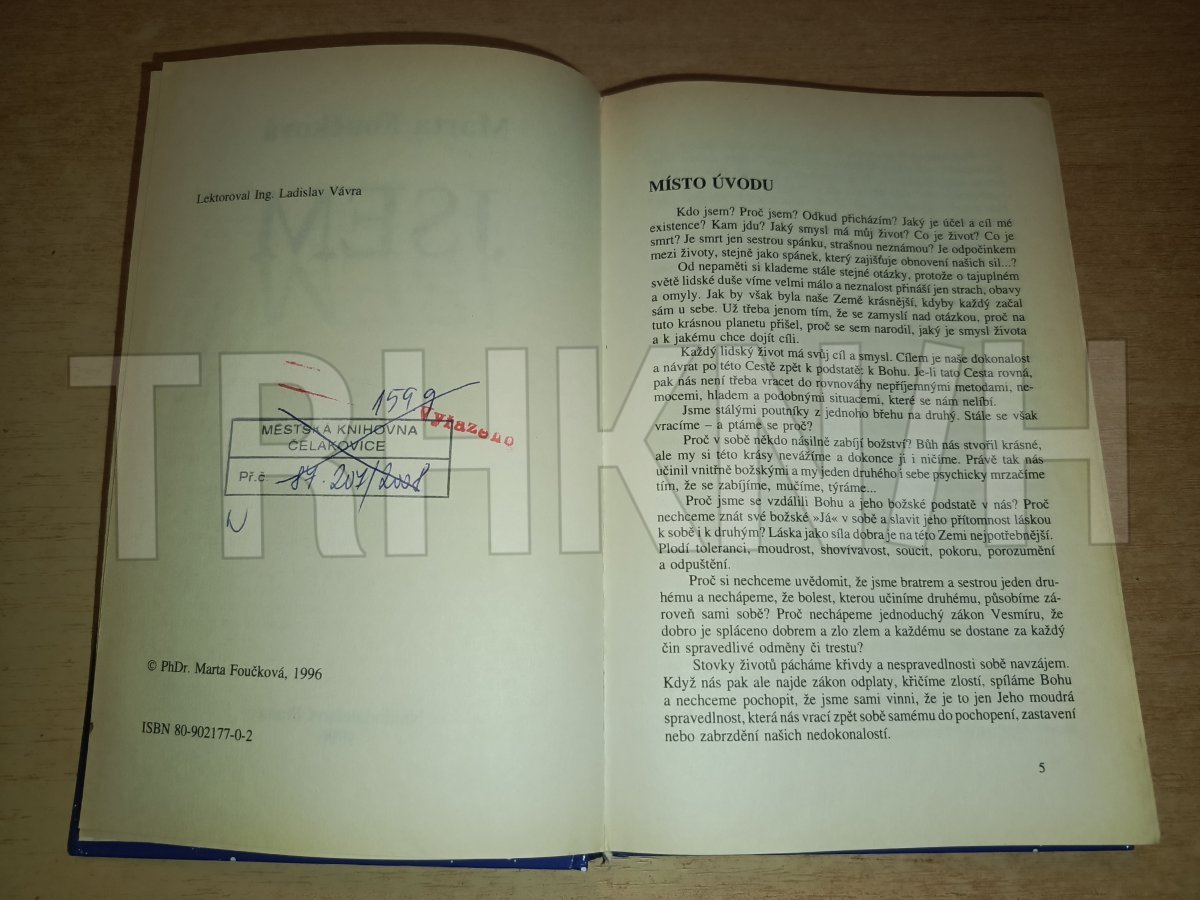 Lektoroval Ing. Ladislav Vávra
1599
Vyřazeno
MĚSTSKÁ KNIHOVNA
ČELAKOVICE
Př.č. 87.207/2008
N
© PhDr. Marta Foučková, 1996
ISBN 80-902177-0-2
MÍSTO ÚVODU
Kdo jsem? Proč jsem? Odkud přicházím? Jaký je účel a cíl mé
existence? Kam jdu? Jaký smysl má můj život? Co je život? Co je
smrt? Je smrt jen sestrou spánku, strašnou neznámou? Je odpočinkem
mezi životy, stejně jako spánek, který zajišťuje obnovení našich sil...?
Od nepaměti si klademe stále stejné otázky, protože o tajuplném
světě lidské duše víme velmi málo a neznalost přináší jen strach, obavy
a omyly. Jak by však byla naše Země krásnější, kdyby každý začal
sám u sebe. Už třeba jenom tím, že se zamyslí nad otázkou, proč na
tuto krásnou planetu přišel, proč se sem narodil, jaký je smysl života
a k jakému chce dojít cíli.
Každý lidský život má svůj cíl a smysl. Cílem je naše dokonalost
a návrat po této Cestě zpět k podstatě: k Bohu. Je-li tato Cesta rovná,
pak nás není třeba vracet do rovnováhy nepříjemnými metodami, ne-
mocemi, hladem a podobnými situacemi, které se nám nelíbí.
Jsme stálými poutníky z jednoho břehu na druhý. Stále se však
vracíme – a ptáme se proč?
Proč v sobě někdo násilně zabíjí božství? Bůh nás stvořil krásné,
ale my si této krásy nevážíme a dokonce ji i ničíme. Právě tak nás
učinil vnitřně božskými a my jeden druhého i sebe psychicky mrzačíme
tím, že se zabíjíme, mučíme, týráme...
Proč jsme se vzdálili Bohu a jeho božské podstatě v nás? Proč
nechceme znát své božské »Já« v sobě a slavit jeho přítomnost láskou
k sobě i k druhým? Láska jako síla dobra je na této Zemi nejpotřebnější.
Plodí toleranci, moudrost, shovívavost, soucit, pokoru, porozumění
a odpuštění.
Proč si nechceme uvědomit, že jsme bratrem a sestrou jeden dru-
hému a nechápeme, že bolest, kterou učiníme druhému, působíme zá-
roveň sami sobě? Proč nechápeme jednoduchý zákon Vesmíru, že
dobro je spláceno dobrem a zlo zlem a každému se dostane za každý
čin spravedlivé odměny či trestu?
Stovky životů pácháme křivdy a nespravedlnosti sobě navzájem.
Když nás pak ale najde zákon odplaty, křičíme zlostí, spíláme Bohu
a nechceme pochopit, že jsme sami vinni, že je to jen Jeho moudrá
spravedlnost, která nás vrací zpět sobě samému do pochopení, zastavení
nebo zabrzdění našich nedokonalostí.
5
TRHKNIH